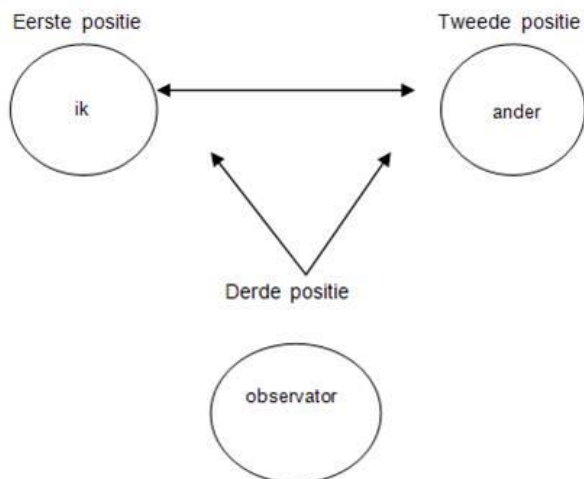 Eerste positie
Tweede positie
ik
ander
Derde positie
observator